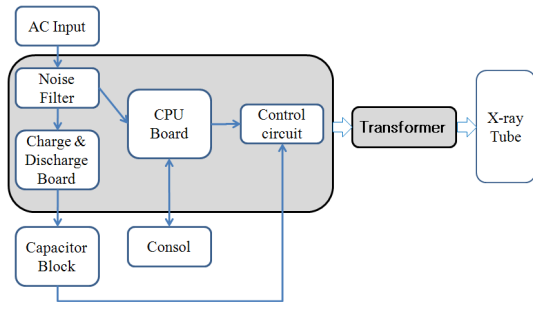 AC Input
Noise
Filter
Charge &
Discharge
Board
CPU
Board
Control
circuit
Transformer
X-ray
Tube
Capacitor
Block
Consol